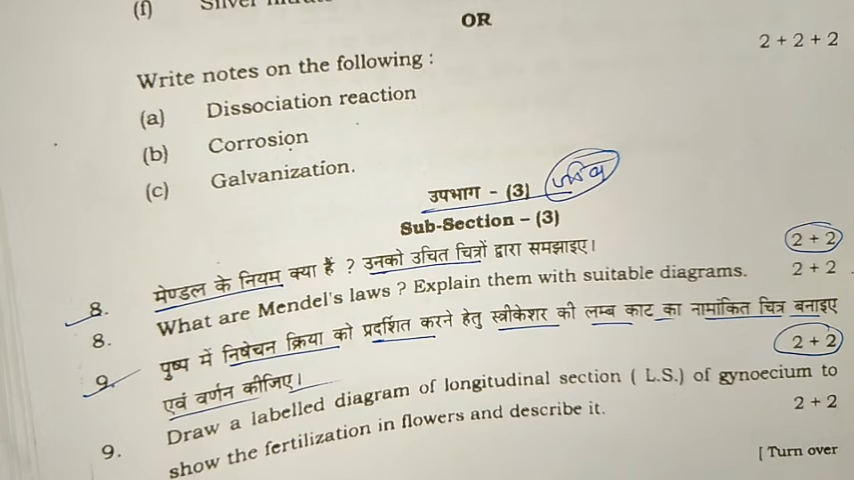 (f) Silver
OR
2 + 2 + 2
Write notes on the following :
(a) Dissociation reaction
(b) Corrosion
(c) Galvanization.
उपभाग - (3)
Sub-Section – (3)
2 + 2
8. मेण्डल के नियम क्या हैं ? उनको उचित चित्रों द्वारा समझाइए।
8. What are Mendel's laws ? Explain them with suitable diagrams. 2 + 2
9. पुष्प में निषेचन क्रिया को प्रदर्शित करने हेतु स्त्रीकेशर की लम्ब काट का नामांकित चित्र बनाइए
एवं वर्णन कीजिए। 2 + 2
9. Draw a labelled diagram of longitudinal section ( L.S.) of gynoecium to
show the fertilization in flowers and describe it. 2 + 2
[ Turn over